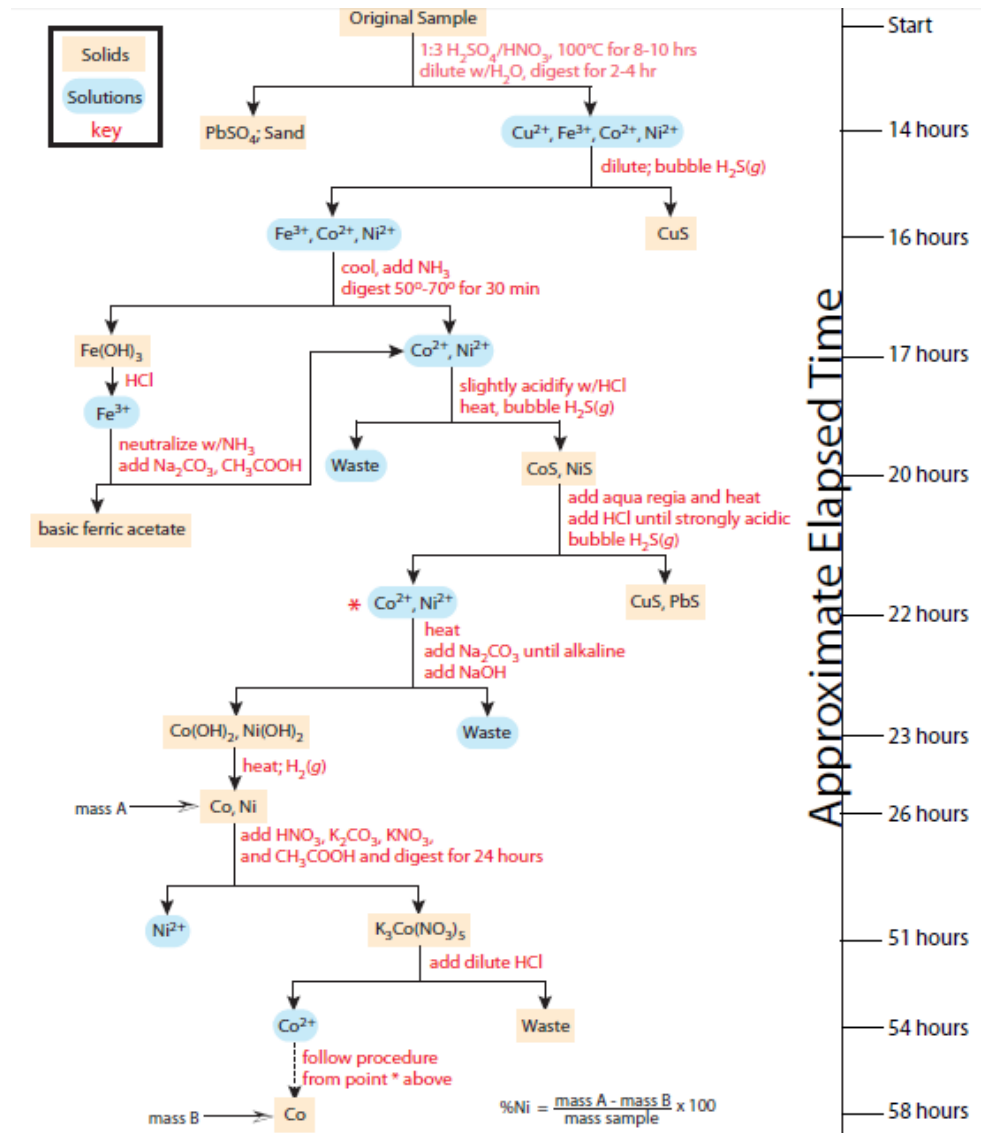 Original Sample
Start
Solids
Solutions
key
1:3 H₂SO₄/HNO₃, 100°C for 8-10 hrs
dilute w/H₂O, digest for 2-4 hr
PbSO₄; Sand
Cu²⁺, Fe³⁺, Co²⁺, Ni²⁺
14 hours
dilute; bubble H₂S(g)
Fe³⁺, Co²⁺, Ni²⁺
CuS
16 hours
cool, add NH₃
digest 50º-70º for 30 min
Fe(OH)₃
Co²⁺, Ni²⁺
17 hours
HCl
Fe³⁺
slightly acidify w/HCl
heat, bubble H₂S(g)
neutralize w/NH₃
add Na₂CO₃, CH₃COOH
Waste
CoS, NiS
20 hours
basic ferric acetate
add aqua regia and heat
add HCl until strongly acidic
bubble H₂S(g)
* Co²⁺, Ni²⁺
CuS, PbS
22 hours
heat
add Na₂CO₃ until alkaline
add NaOH
Co(OH)₂, Ni(OH)₂
Waste
23 hours
heat; H₂(g)
mass A
Co, Ni
26 hours
add HNO₃, K₂CO₃, KNO₃,
and CH₃COOH and digest for 24 hours
Ni²⁺
K₃Co(NO₃)₅
51 hours
add dilute HCl
Co²⁺
Waste
54 hours
follow procedure
from point * above
mass B
Co
%Ni = mass A - mass B / mass sample x 100
58 hours
Approximate Elapsed Time